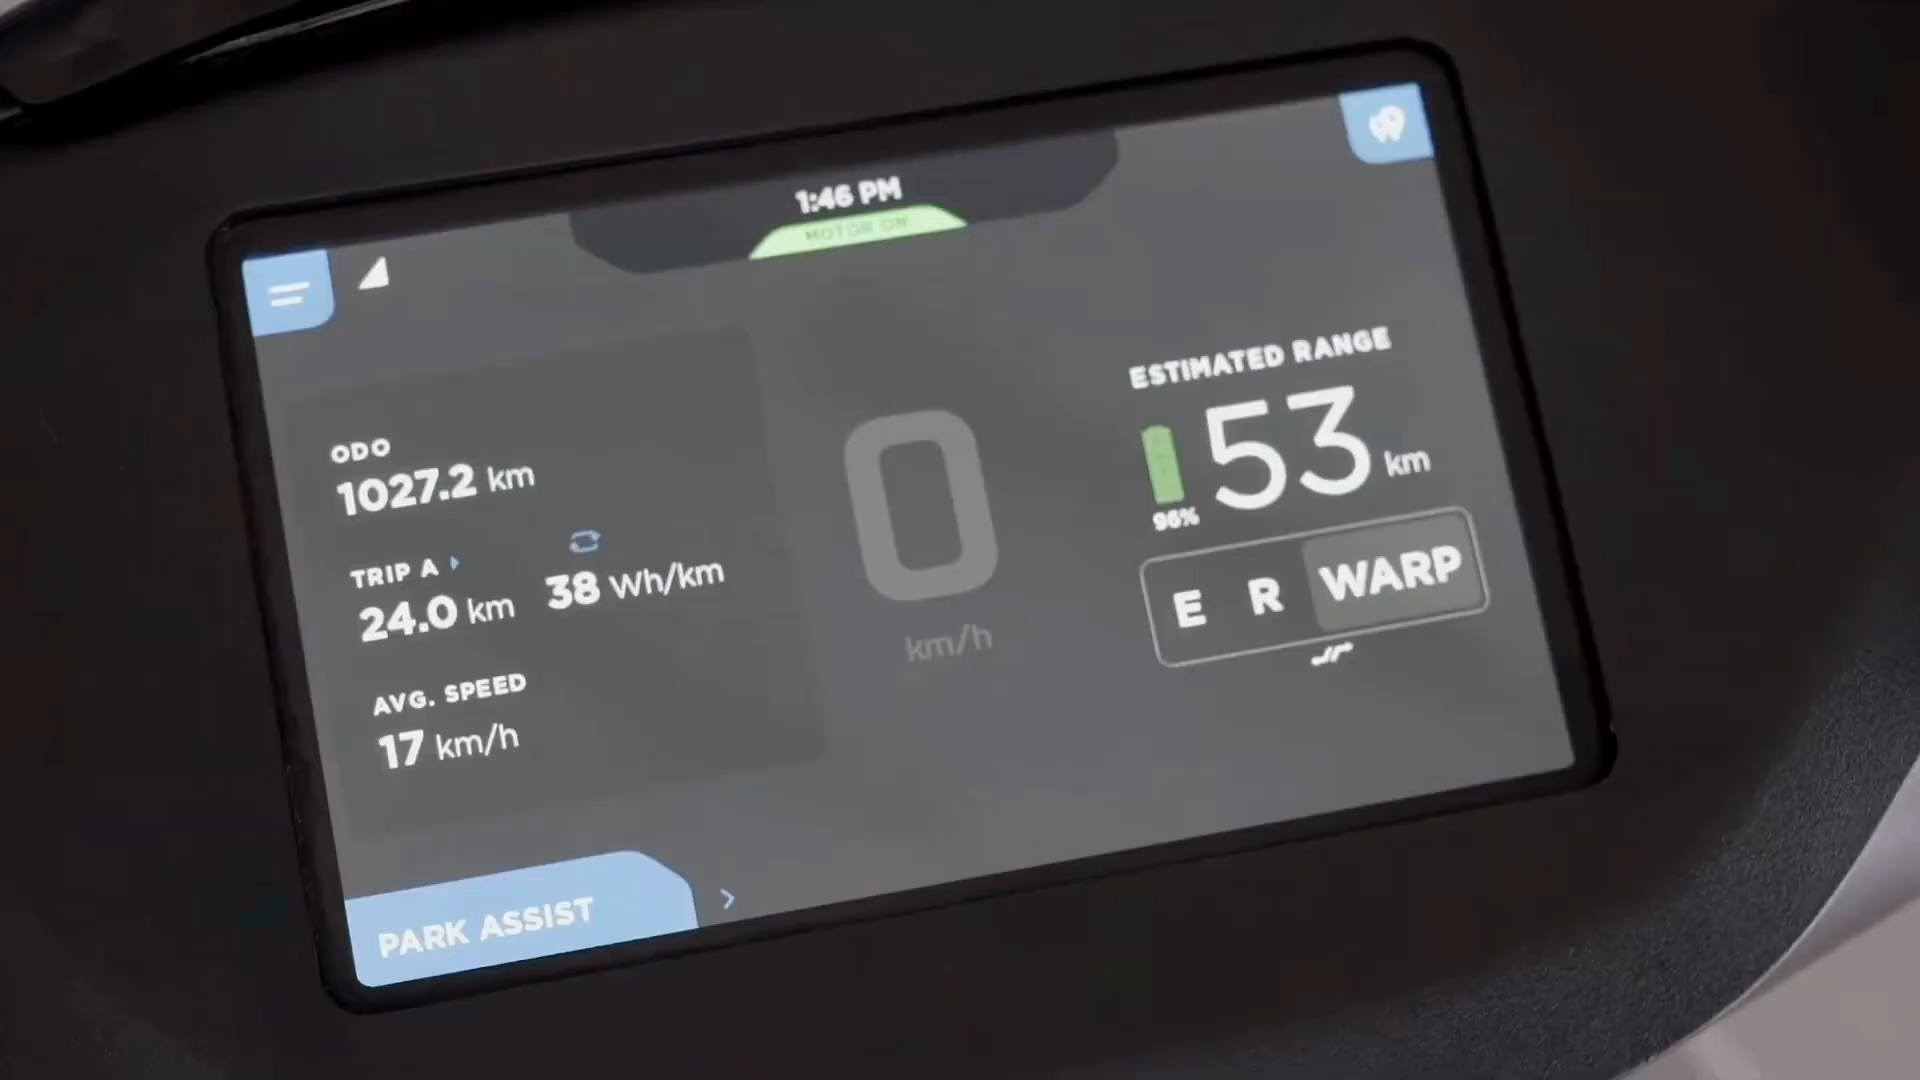 1:46 PM
MOTOR ON
ODO
1027.2 km
TRIP A
24.0 km
38 Wh/km
AVG. SPEED
17 km/h
0
km/h
ESTIMATED RANGE
53 km
96%
E R WARP
PARK ASSIST